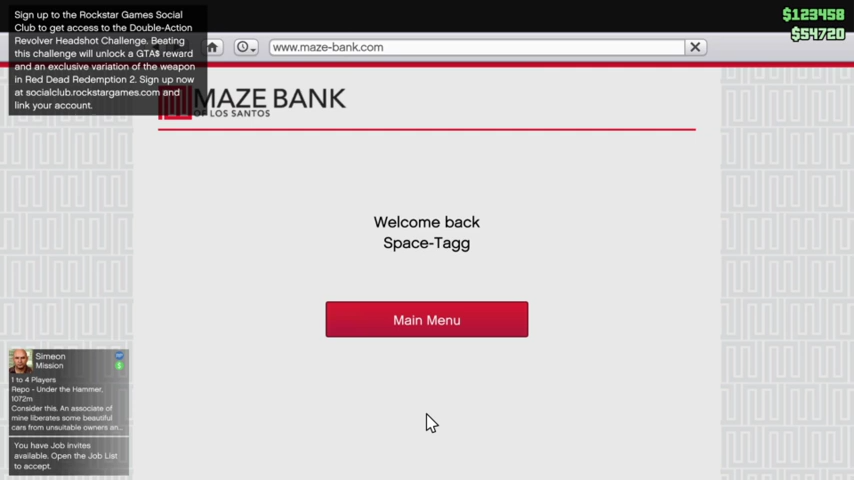 Sign up to the Rockstar Games Social
Club to get access to the Double-Action
Revolver Headshot Challenge. Beating
this challenge will unlock a GTA$ reward
and an exclusive variation of the weapon
in Red Dead Redemption 2. Sign up now
at socialclub.rockstargames.com and
link your account.
www.maze-bank.com
$123458
$54720
MAZE BANK
OF LOS SANTOS
Welcome back
Space-Tagg
Main Menu
Simeon
Mission
1 to 4 Players
Repo - Under the Hammer,
1072m
Consider this. An associate of
mine liberates some beautiful
cars from unsuitable owners an...
You have Job invites
available. Open the Job List
to accept.